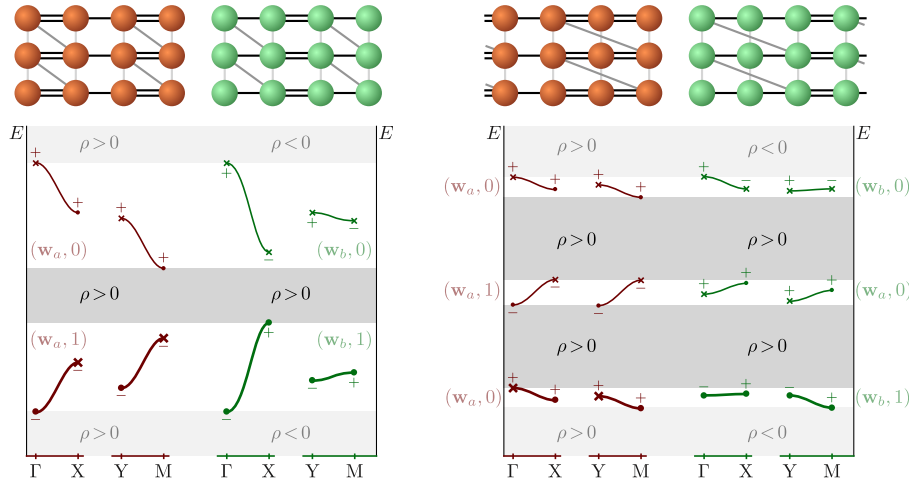 E
ρ>0
ρ<0
E
+
+
+
+
+
+
+
−
−
(w_a, 0)
(w_b, 0)
ρ>0
ρ>0
(w_a, 1)
(w_b, 1)
−
−
−
−
−
+
−
+
ρ>0
ρ<0
Γ X Y M Γ X Y M
E
ρ>0
ρ<0
E
(w_a, 0)
+ + + + + − + −
(w_b, 0)
ρ>0
ρ>0
(w_a, 1)
− − − − + + + +
(w_a, 0)
ρ>0
ρ>0
(w_a, 0)
+ + + + − + − +
(w_b, 1)
ρ>0
ρ<0
Γ X Y M Γ X Y M